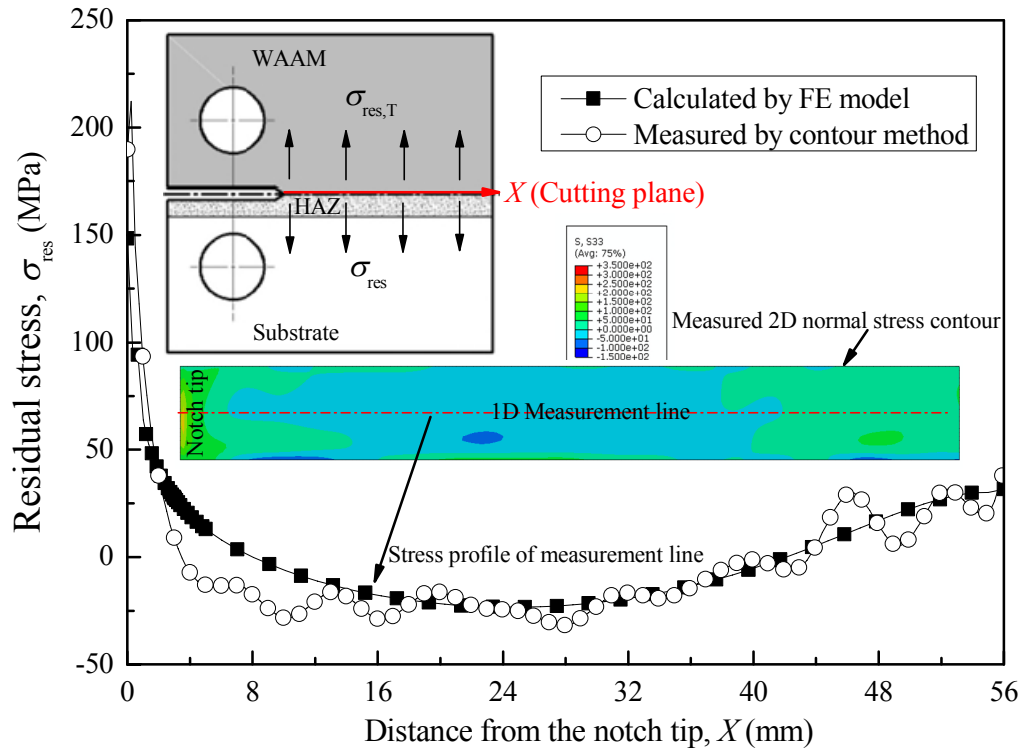 250
200
150
100
50
0
-50
Residual stress, σres (MPa)
WAAM
σres,T
X (Cutting plane)
HAZ
σres
Substrate
Calculated by FE model
Measured by contour method
S, S33
(Avg: 75%)
+3.500e+02
+3.000e+02
+2.500e+02
+2.000e+02
+1.500e+02
+1.000e+02
+5.000e+01
+0.000e+00
-5.000e+01
-1.000e+02
-1.500e+02
Measured 2D normal stress contour
Notch tip
1D Measurement line
Stress profile of measurement line
0 8 16 24 32 40 48 56
Distance from the notch tip, X (mm)